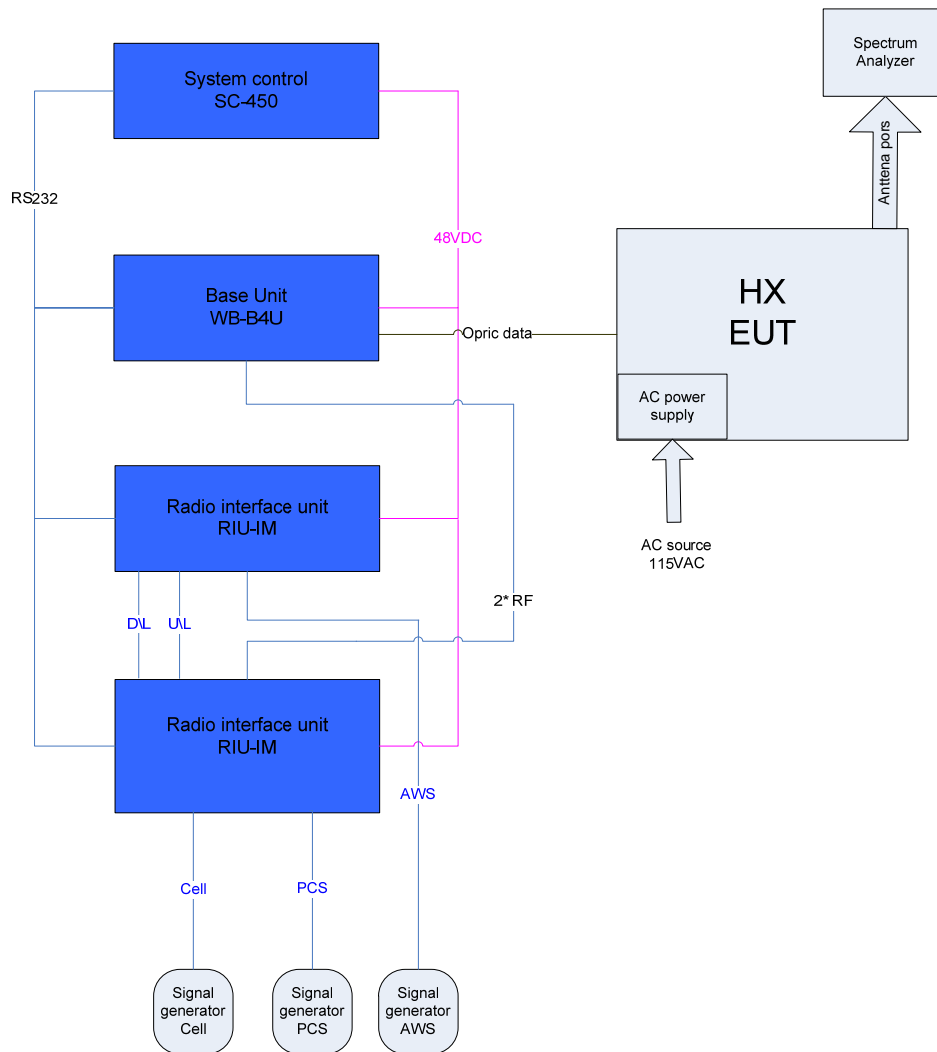 System control
SC-450
Spectrum
Analyzer
Anttena pors
RS232
48VDC
Base Unit
WB-B4U
Opric data
HX
EUT
AC power
supply
AC source
115VAC
Radio interface unit
RIU-IM
2* RF
D\L
U\L
Radio interface unit
RIU-IM
AWS
Cell
PCS
Signal
generator
Cell
Signal
generator
PCS
Signal
generator
AWS